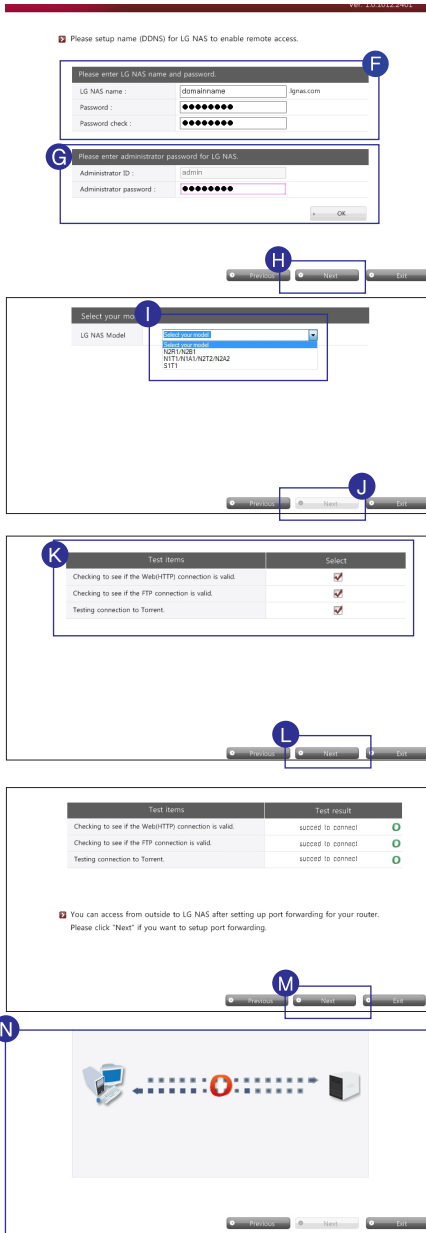 Ver. 1.0.1012.2401
Please setup name (DDNS) for LG NAS to enable remote access.
F
Please enter LG NAS name and password.
LG NAS name : domainname .lgnas.com
Password : ●●●●●●●●
Password check : ●●●●●●●●
G
Please enter administrator password for LG NAS.
Administrator ID : admin
Administrator password : ●●●●●●●●
OK
H
Previous Next Exit
I
Select your mo
LG NAS Model Select your model
Select your model
N2R1/N2B1
N1T1/N1A1/N2T2/N2A2
S1T1
J
Previous Next Exit
K
Test items Select
Checking to see if the Web(HTTP) connection is valid.
Checking to see if the FTP connection is valid.
Testing connection to Torrent.
L
Previous Next Exit
Test items Test result
Checking to see if the Web(HTTP) connection is valid. succed to connect
Checking to see if the FTP connection is valid. succed to connect
Testing connection to Torrent. succed to connect
You can access from outside to LG NAS after setting up port forwarding for your router.
Please click "Next" if you want to setup port forwarding.
M
Previous Next Exit
N
Previous Next Exit